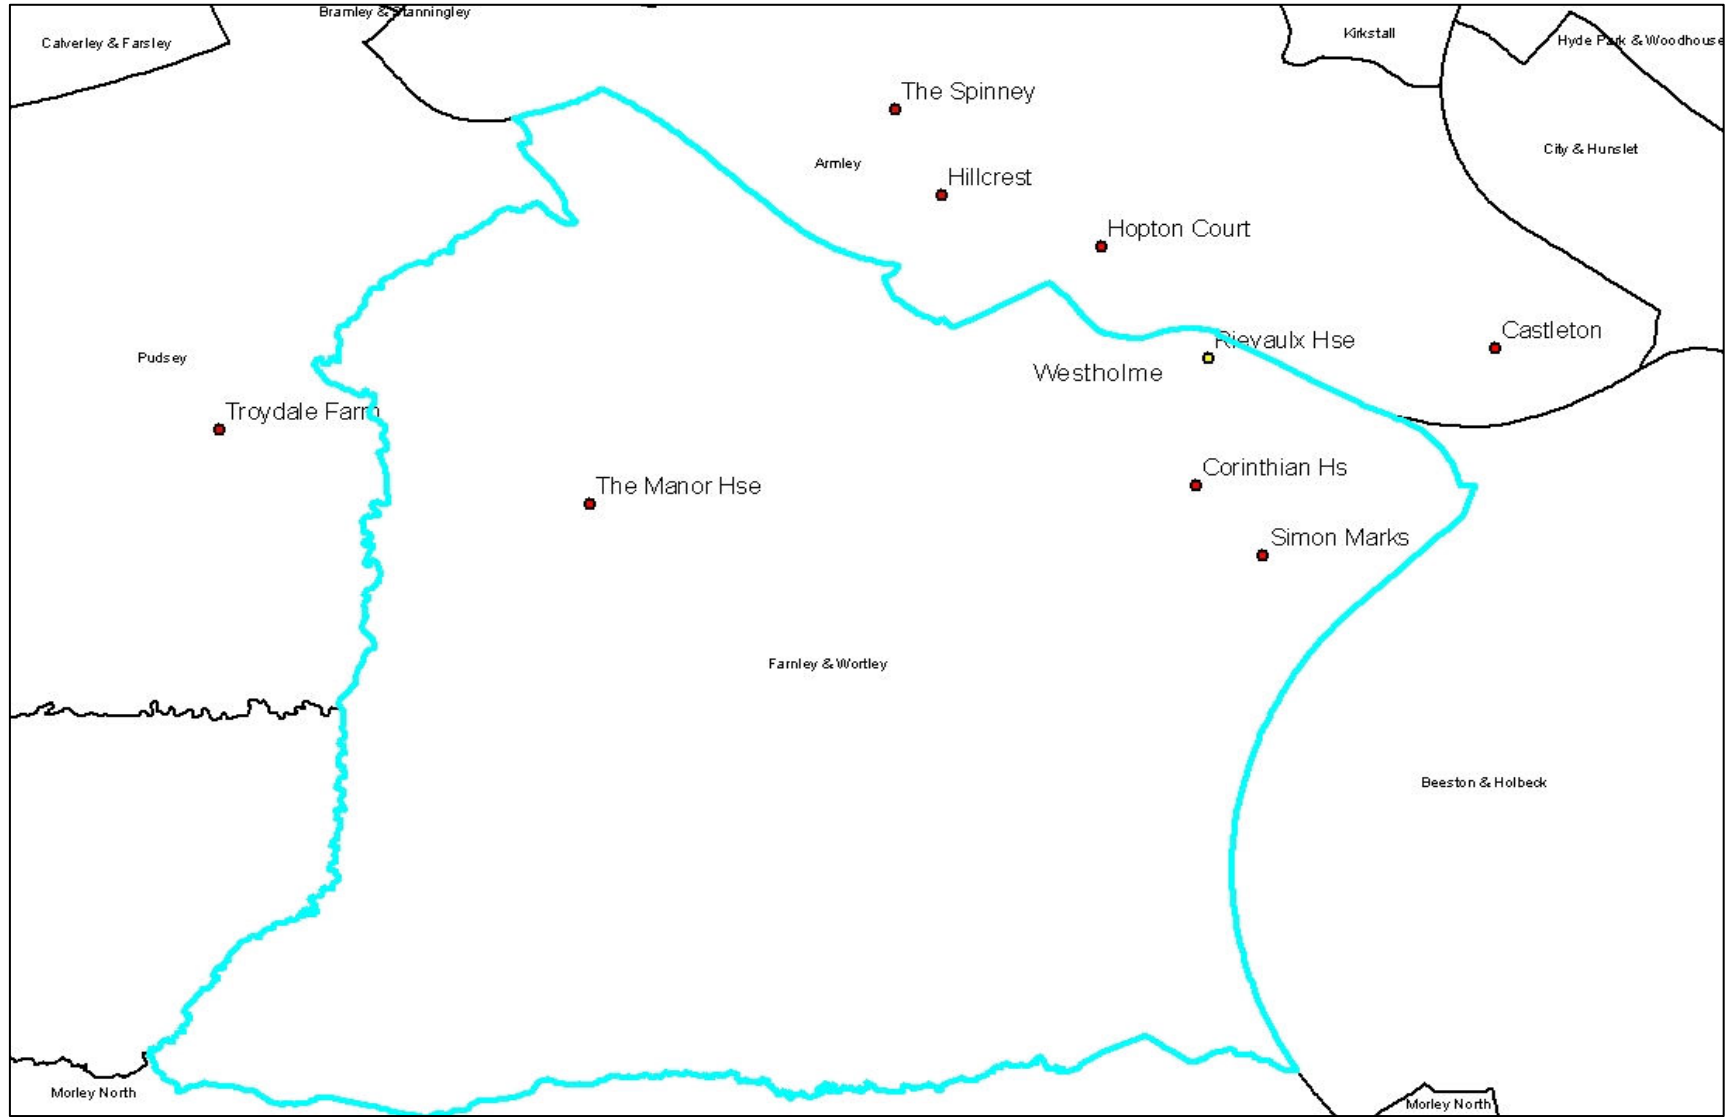 Bramley & Stanningley
Calverley & Farsley
Kirkstall
Hyde Park & Woodhouse
The Spinney
City & Hunslet
Armley
Hillcrest
Hopton Court
Castleton
Rievaulx Hse
Pudsey
Westholme
Troydale Farm
Corinthian Hs
The Manor Hse
Simon Marks
Farnley & Wortley
Beeston & Holbeck
Morley North
Morley North